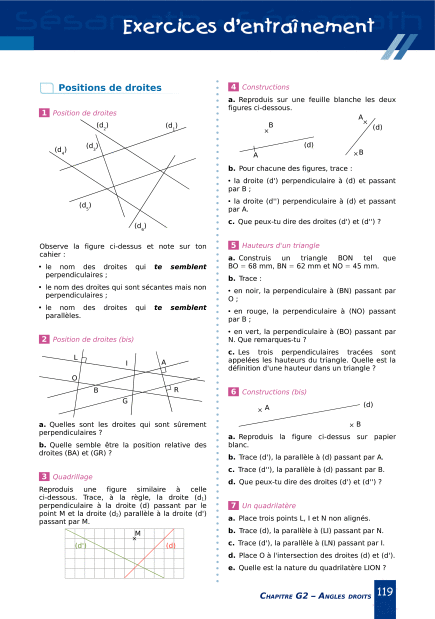 Exercices d'entraînement
Positions de droites
1 Position de droites
(d2)
(d1)
(d3)
(d4)
(d5)
(d6)
Observe la figure ci-dessus et note sur ton
cahier :
• le nom des droites qui te semblent
perpendiculaires ;
• le nom des droites qui sont sécantes mais non
perpendiculaires ;
• le nom des droites qui te semblent
parallèles.
2 Position de droites (bis)
L
I
A
O
B
R
G
a. Quelles sont les droites qui sont sûrement
perpendiculaires ?
b. Quelle semble être la position relative des
droites (BA) et (GR) ?
3 Quadrillage
Reproduis une figure similaire à celle
ci-dessous. Trace, à la règle, la droite (d1)
perpendiculaire à la droite (d) passant par le
point M et la droite (d2) parallèle à la droite (d')
passant par M.
M
(d')
(d)
4 Constructions
a. Reproduis sur une feuille blanche les deux
figures ci-dessous.
B
A
(d)
A
(d)
B
b. Pour chacune des figures, trace :
• la droite (d') perpendiculaire à (d) et passant
par B ;
• la droite (d'') perpendiculaire à (d) et passant
par A.
c. Que peux-tu dire des droites (d') et (d'') ?
5 Hauteurs d'un triangle
a. Construis un triangle BON tel que
BO = 68 mm, BN = 62 mm et NO = 45 mm.
b. Trace :
• en noir, la perpendiculaire à (BN) passant par
O ;
• en rouge, la perpendiculaire à (NO) passant
par B ;
• en vert, la perpendiculaire à (BO) passant par
N. Que remarques-tu ?
c. Les trois perpendiculaires tracées sont
appelées les hauteurs du triangle. Quelle est la
définition d'une hauteur dans un triangle ?
6 Constructions (bis)
A
(d)
B
a. Reproduis la figure ci-dessus sur papier
blanc.
b. Trace (d'), la parallèle à (d) passant par A.
c. Trace (d''), la parallèle à (d) passant par B.
d. Que peux-tu dire des droites (d') et (d'') ?
7 Un quadrilatère
a. Place trois points L, I et N non alignés.
b. Trace (d), la parallèle à (LI) passant par N.
c. Trace (d'), la parallèle à (LN) passant par I.
d. Place O à l'intersection des droites (d) et (d').
e. Quelle est la nature du quadrilatère LION ?
CHAPITRE G2 – ANGLES DROITS 119